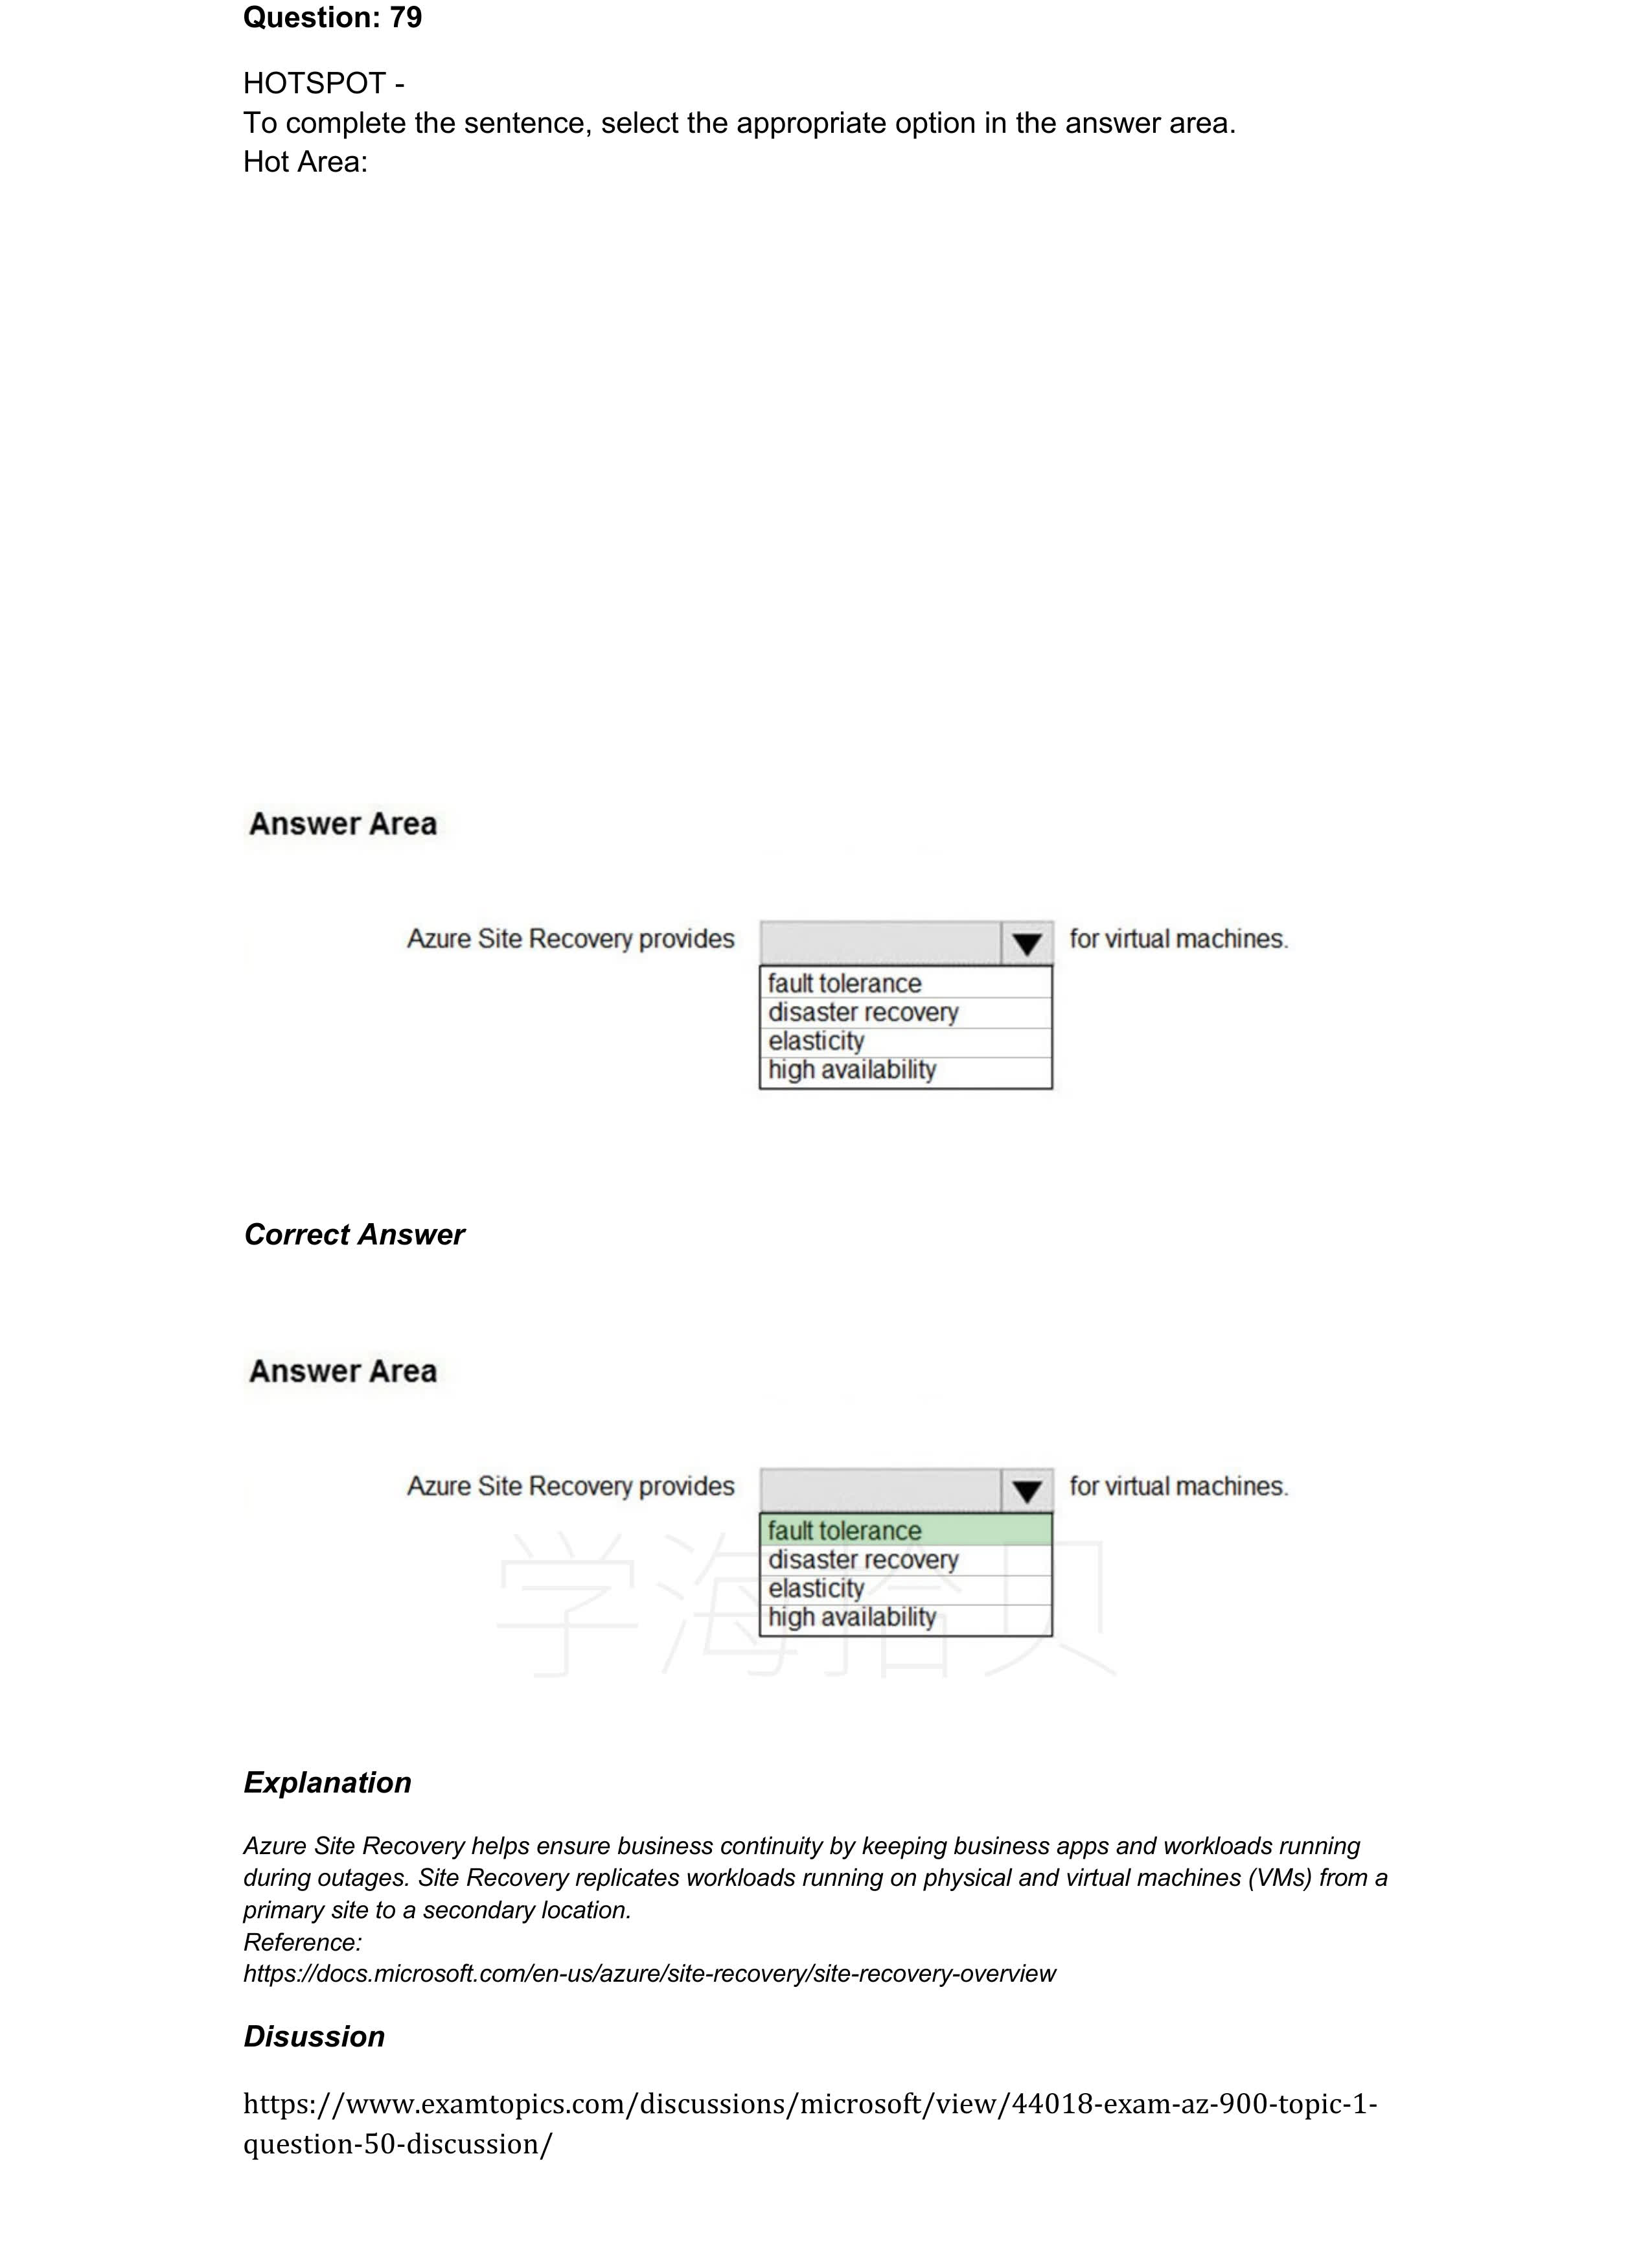 Question: 79
HOTSPOT -
To complete the sentence, select the appropriate option in the answer area.
Hot Area:
Answer Area
Azure Site Recovery provides for virtual machines.
fault tolerance
disaster recovery
elasticity
high availability
Correct Answer
Answer Area
Azure Site Recovery provides for virtual machines.
fault tolerance
disaster recovery
elasticity
high availability
学海拾贝
Explanation
Azure Site Recovery helps ensure business continuity by keeping business apps and workloads running
during outages. Site Recovery replicates workloads running on physical and virtual machines (VMs) from a
primary site to a secondary location.
Reference:
https://docs.microsoft.com/en-us/azure/site-recovery/site-recovery-overview
Disussion
https://www.examtopics.com/discussions/microsoft/view/44018-exam-az-900-topic-1-
question-50-discussion/